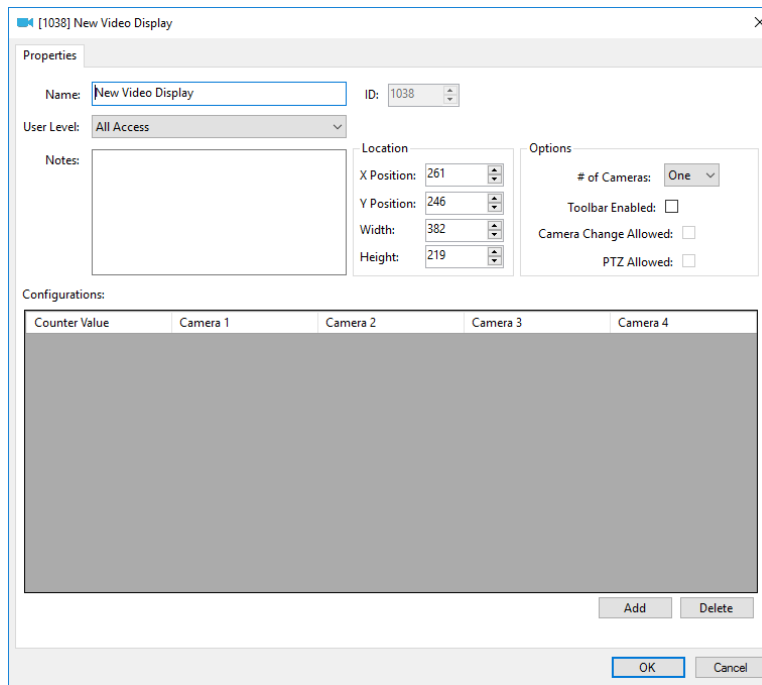 [1038] New Video Display
Properties
Name: New Video Display ID: 1038
User Level: All Access
Notes:
Location
X Position: 261
Y Position: 246
Width: 382
Height: 219
Options
# of Cameras: One
Toolbar Enabled:
Camera Change Allowed:
PTZ Allowed:
Configurations:
Counter Value Camera 1 Camera 2 Camera 3 Camera 4
Add Delete
OK Cancel